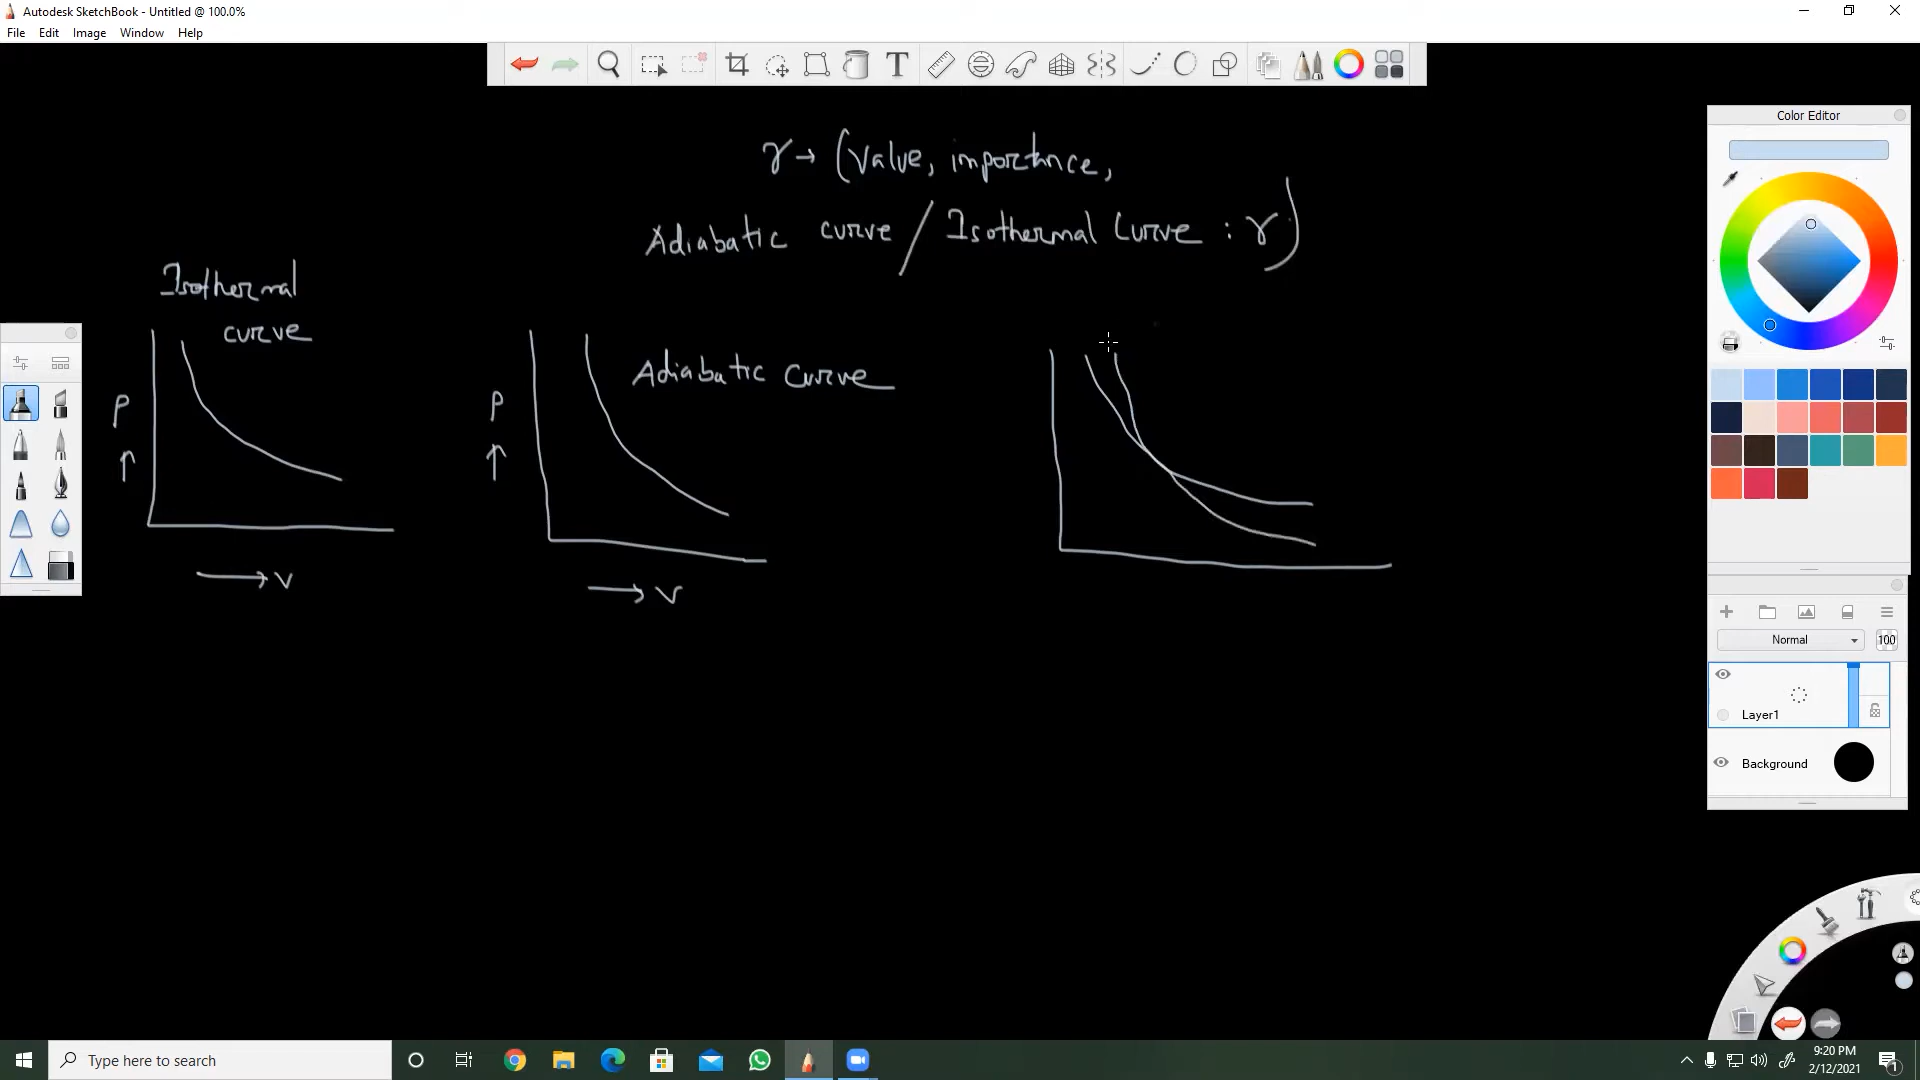 Autodesk SketchBook - Untitled @ 100.0%
File Edit Image Window Help
T
Color Editor
γ → (Value, importance,
Adiabatic curve / Isothermal Curve : γ)
Isothermal
curve
P
V
Adiabatic Curve
P
V
Normal 100
Layer1
Background
Type here to search
9:20 PM
2/12/2021
1